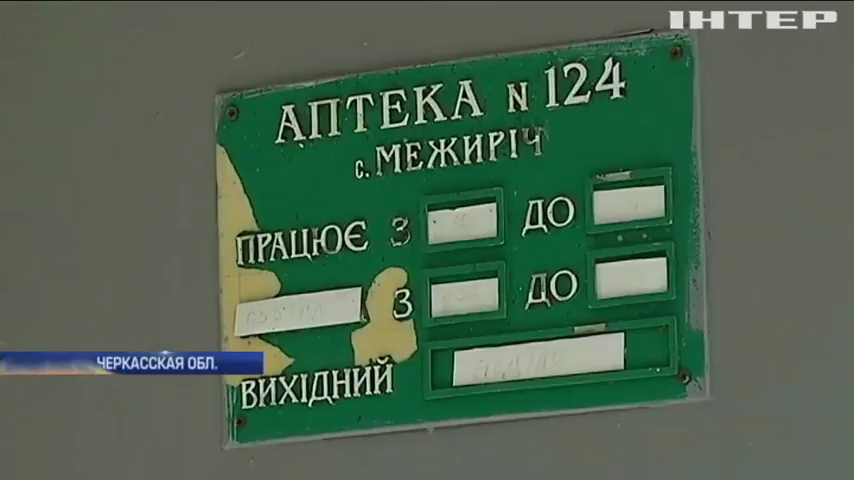 ІНТЕР
АПТЕКА N 124
с. МЕЖИРІЧ
ПРАЦЮЄ З ДО
З ДО
ЧЕРКАССКАЯ ОБЛ.
ВИХІДНИЙ